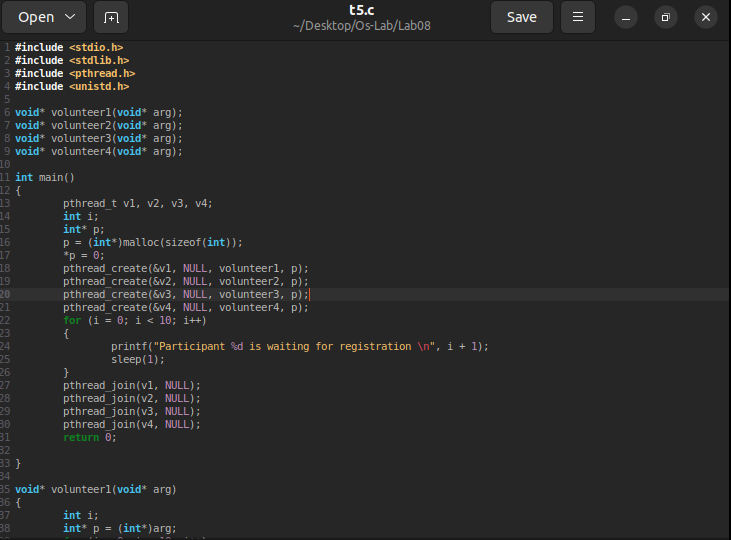 Open
t5.c
~/Desktop/Os-Lab/Lab08
Save
1 #include <stdio.h>
2 #include <stdlib.h>
3 #include <pthread.h>
4 #include <unistd.h>
5
6 void* volunteer1(void* arg);
7 void* volunteer2(void* arg);
8 void* volunteer3(void* arg);
9 void* volunteer4(void* arg);
10
11 int main()
12 {
13         pthread_t v1, v2, v3, v4;
14         int i;
15         int* p;
16         p = (int*)malloc(sizeof(int));
17         *p = 0;
18         pthread_create(&v1, NULL, volunteer1, p);
19         pthread_create(&v2, NULL, volunteer2, p);
20         pthread_create(&v3, NULL, volunteer3, p);
21         pthread_create(&v4, NULL, volunteer4, p);
22         for (i = 0; i < 10; i++)
23         {
24                 printf("Participant %d is waiting for registration \n", i + 1);
25                 sleep(1);
26         }
27         pthread_join(v1, NULL);
28         pthread_join(v2, NULL);
29         pthread_join(v3, NULL);
30         pthread_join(v4, NULL);
31         return 0;
32
33 }
34
35 void* volunteer1(void* arg)
36 {
37         int i;
38         int* p = (int*)arg;